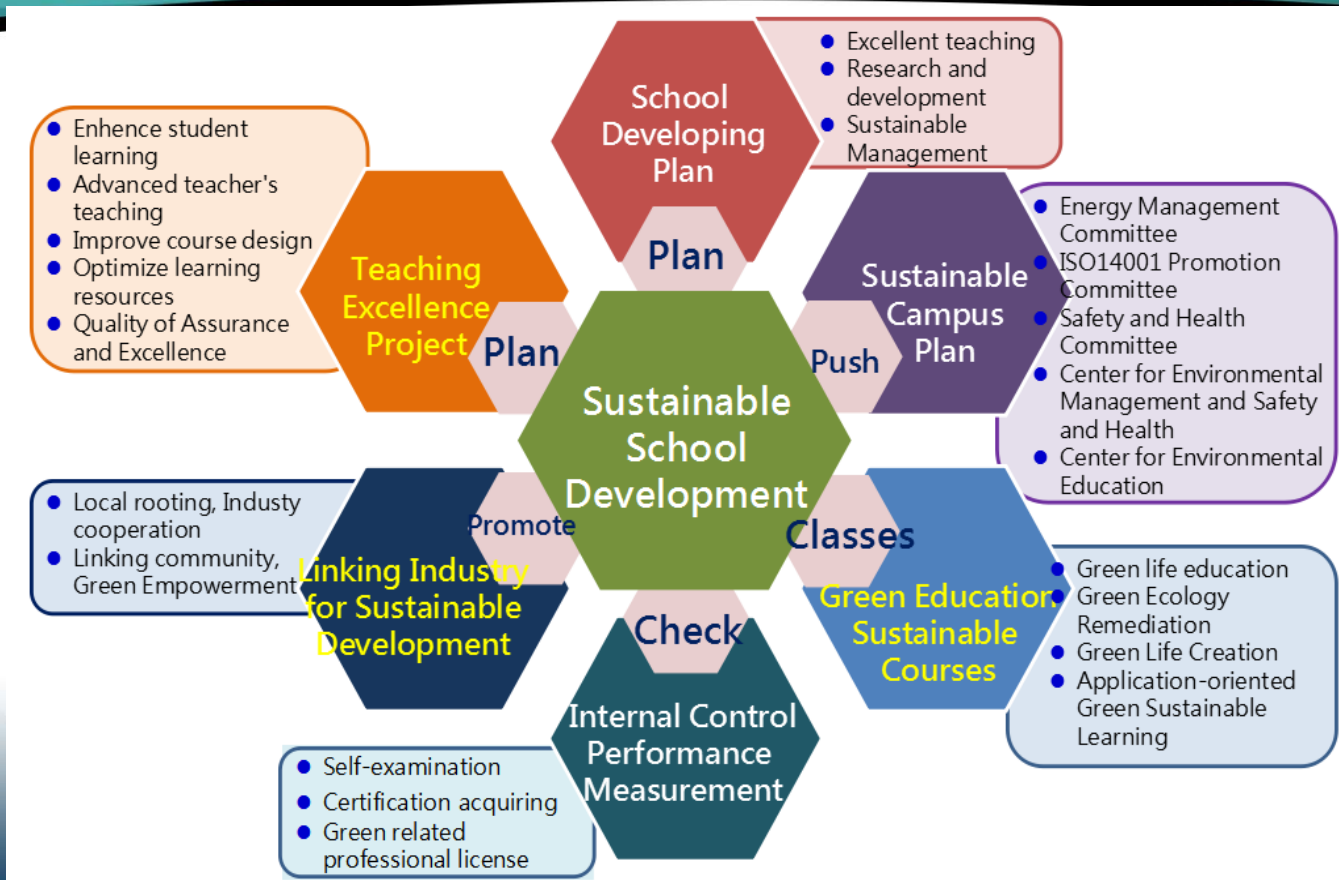 School
Developing
Plan
Plan
Excellent teaching
Research and
development
Sustainable
Management
Sustainable
Campus
Plan
Push
Energy Management
Committee
ISO14001 Promotion
Committee
Safety and Health
Committee
Center for Environmental
Management and Safety
and Health
Center for Environmental
Education
Enhence student
learning
Advanced teacher's
teaching
Improve course design
Optimize learning
resources
Quality of Assurance
and Excellence
Teaching
Excellence
Project
Plan
Sustainable
School
Development
Local rooting, Industy
cooperation
Linking community,
Green Empowerment
Promote
Linking Industry
for Sustainable
Development
Classes
Green Education
Sustainable
Courses
Green life education
Green Ecology
Remediation
Green Life Creation
Application-oriented
Green Sustainable
Learning
Check
Internal Control
Performance
Measurement
Self-examination
Certification acquiring
Green related
professional license